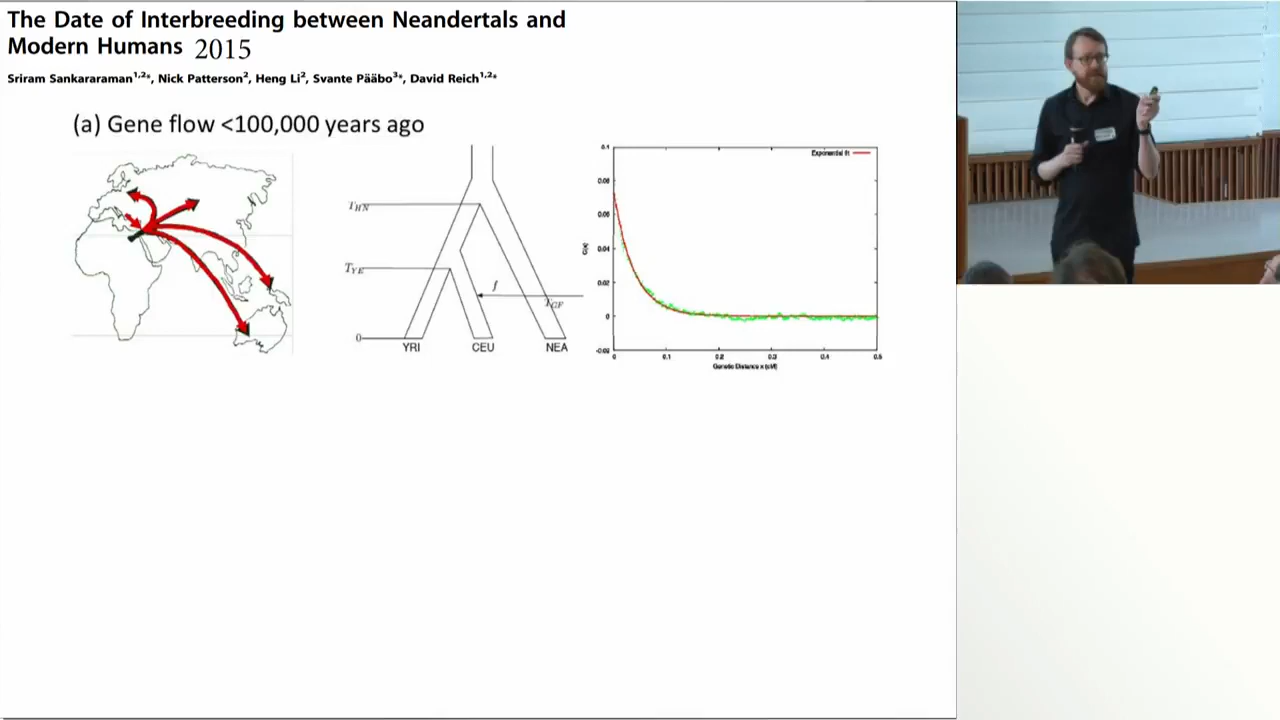 The Date of Interbreeding between Neandertals and
Modern Humans 2015
Sriram Sankararaman1,2*, Nick Patterson2, Heng Li2, Svante Pääbo3*, David Reich1,2*
(a) Gene flow <100,000 years ago
THN
TYE
f
TGF
0
YRI CEU NEA
Exponential fit
0.1
0.08
0.06
0.04
0.02
0
-0.02
C(x)
0 0.1 0.2 0.3 0.4 0.5
Genetic Distance x (cM)